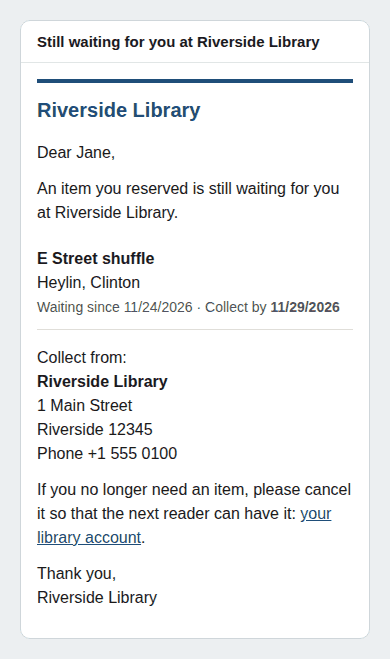 Still waiting for you at Riverside Library
Riverside Library
Dear Jane,
An item you reserved is still waiting for you
at Riverside Library.
E Street shuffle
Heylin, Clinton
Waiting since 11/24/2026 · Collect by 11/29/2026
Collect from:
Riverside Library
1 Main Street
Riverside 12345
Phone +1 555 0100
If you no longer need an item, please cancel
it so that the next reader can have it: your
library account.
Thank you,
Riverside Library